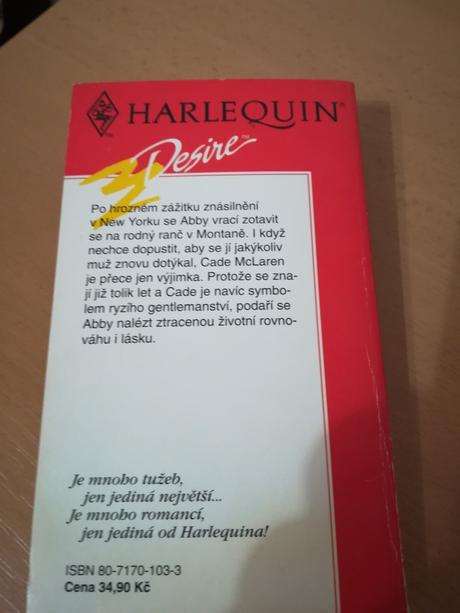 HARLEQUIN®
Desire™
Po hrozném zážitku znásilnění
v New Yorku se Abby vrací zotavit
se na rodný ranč v Montaně. I když
nechce dopustit, aby se jí jakýkoliv
muž znovu dotýkal, Cade McLaren
je přece jen výjimka. Protože se zna-
jí již tolik let a Cade je navíc symbo-
lem ryzího gentlemanství, podaří se
Abby nalézt ztracenou životní rovno-
váhu i lásku.
Je mnoho tužeb,
jen jediná největší...
Je mnoho romancí,
jen jediná od Harlequina!
ISBN 80-7170-103-3
Cena 34,90 Kč